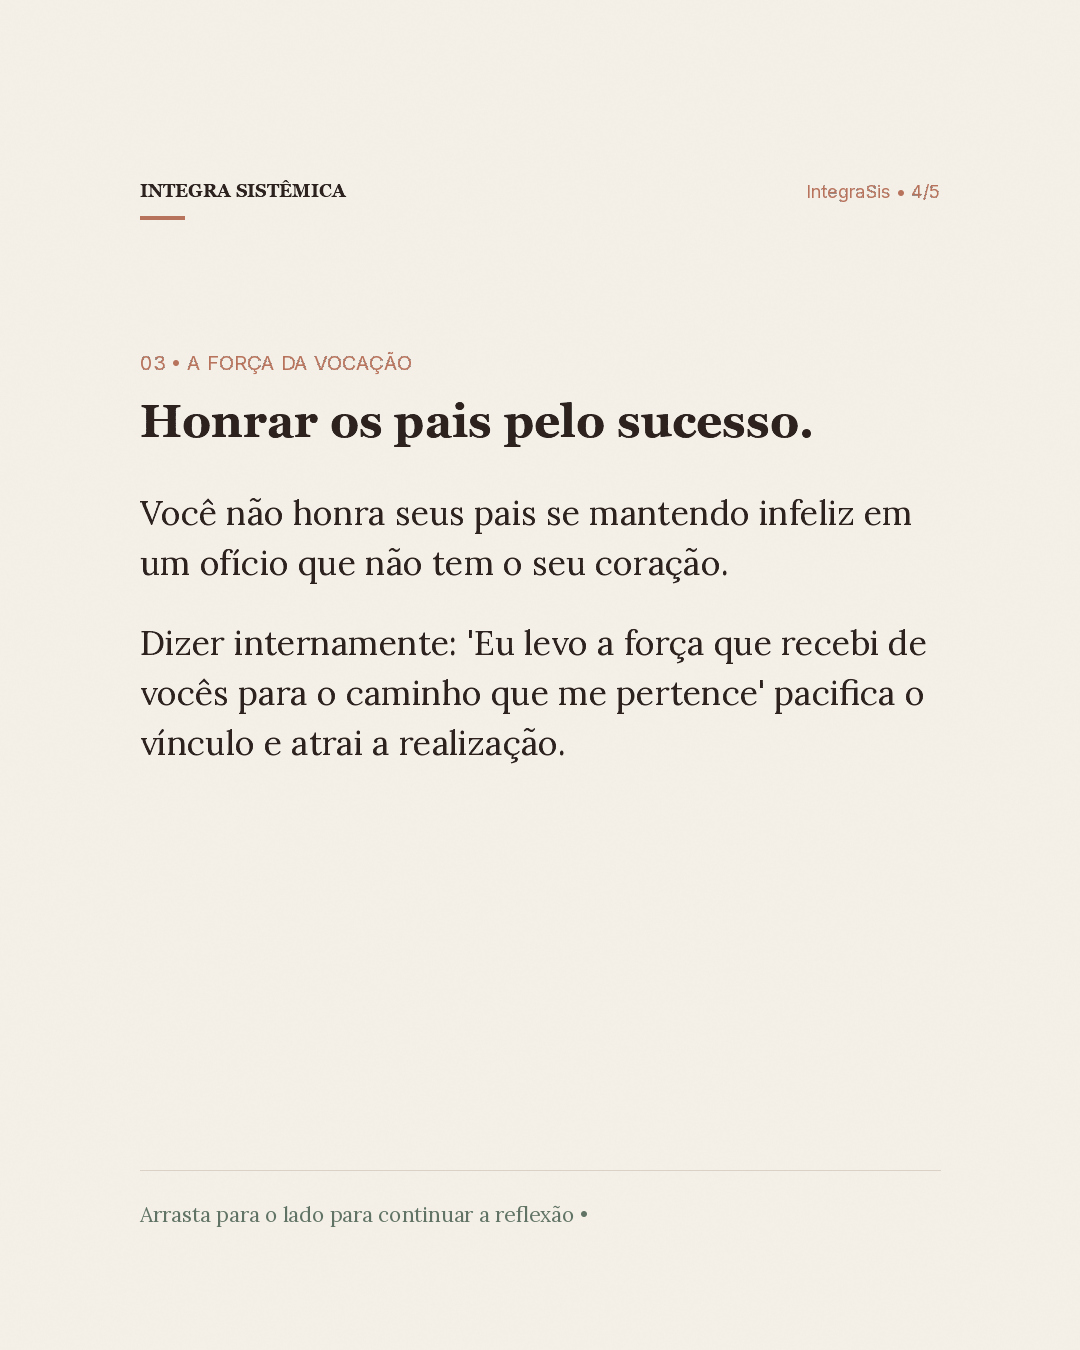 INTEGRA SISTÊMICA
IntegraSis • 4/5
03 • A FORÇA DA VOCAÇÃO
Honrar os pais pelo sucesso.
Você não honra seus pais se mantendo infeliz em
um ofício que não tem o seu coração.
Dizer internamente: 'Eu levo a força que recebi de
vocês para o caminho que me pertence' pacifica o
vínculo e atrai a realização.
Arrasta para o lado para continuar a reflexão •